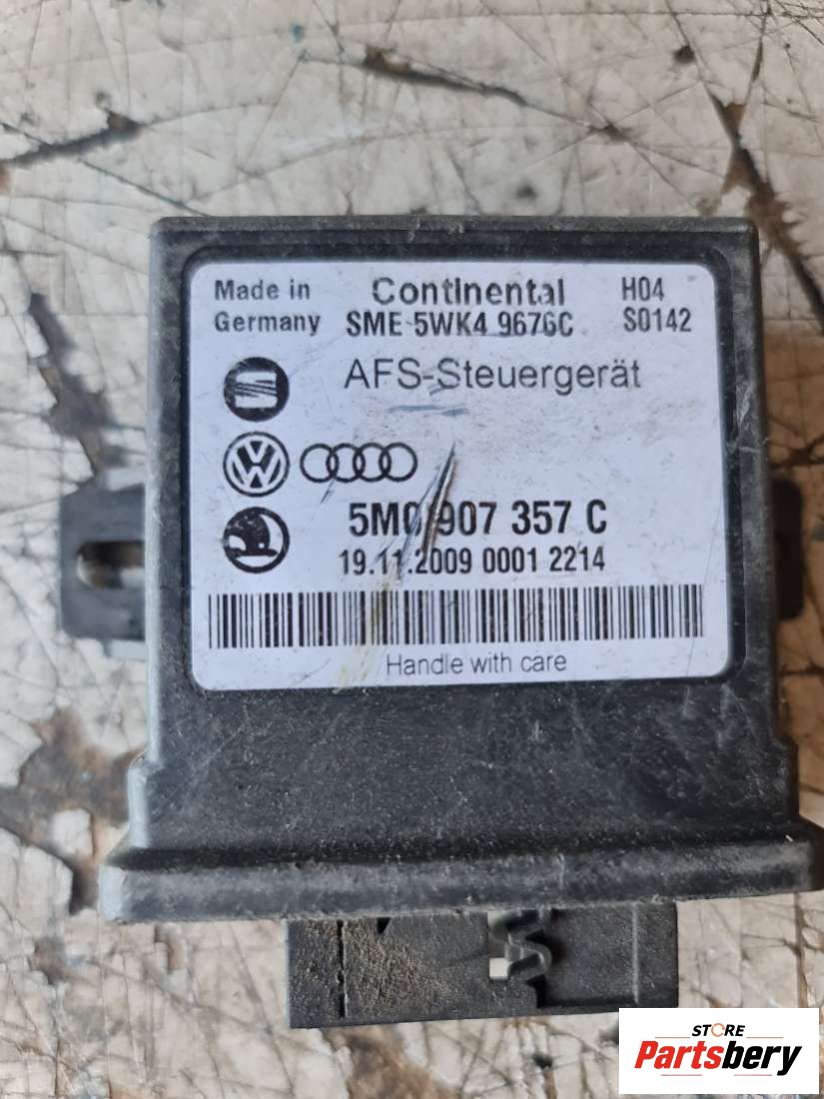 Made in Germany
Continental
SME 5WK4 9676C
H04
S0142
AFS-Steuergerät
5M0 907 357 C
19.11.2009 0001 2214
Handle with care
STORE
Partsbery